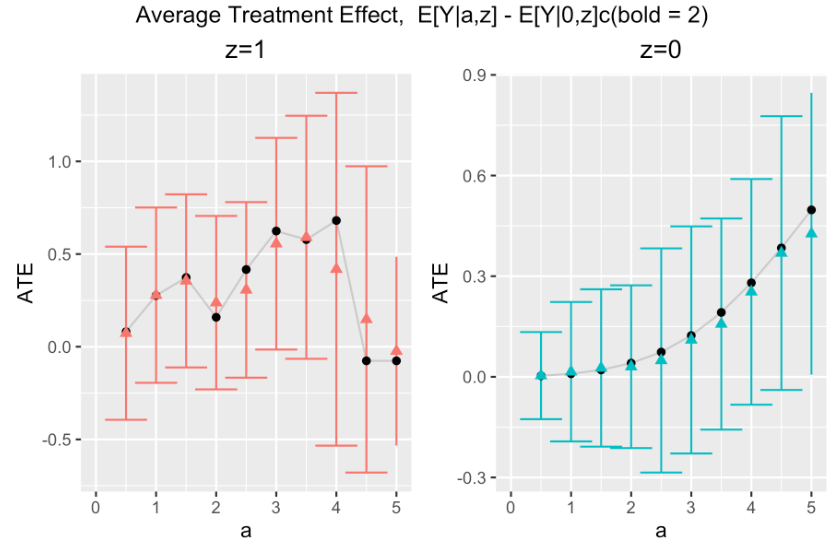 Average Treatment Effect,  E[Y|a,z] - E[Y|0,z]c(bold = 2)
z=1
z=0
ATE
1.0
0.5
0.0
-0.5
0 1 2 3 4 5
a
ATE
0.9
0.6
0.3
0.0
-0.3
0 1 2 3 4 5
a